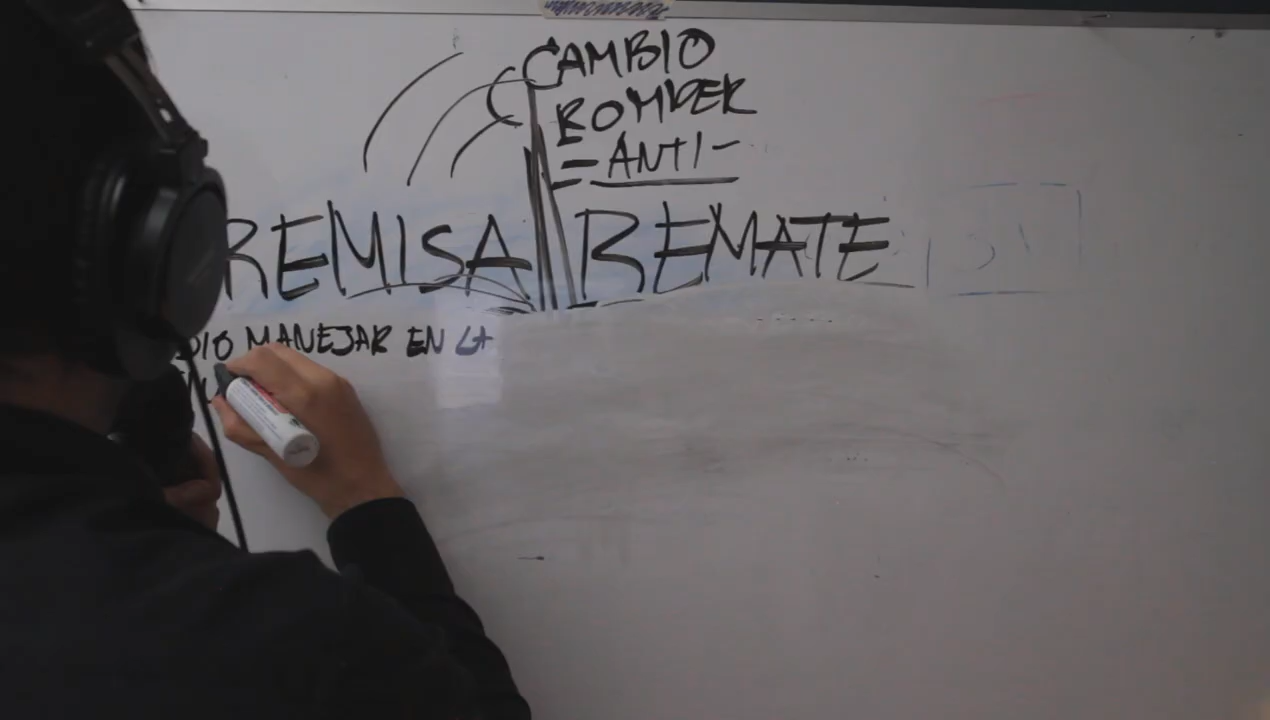 CAMBIO
ROMPER
=ANTI-
REMISA REMATE
DIO MANEJAR EN LA